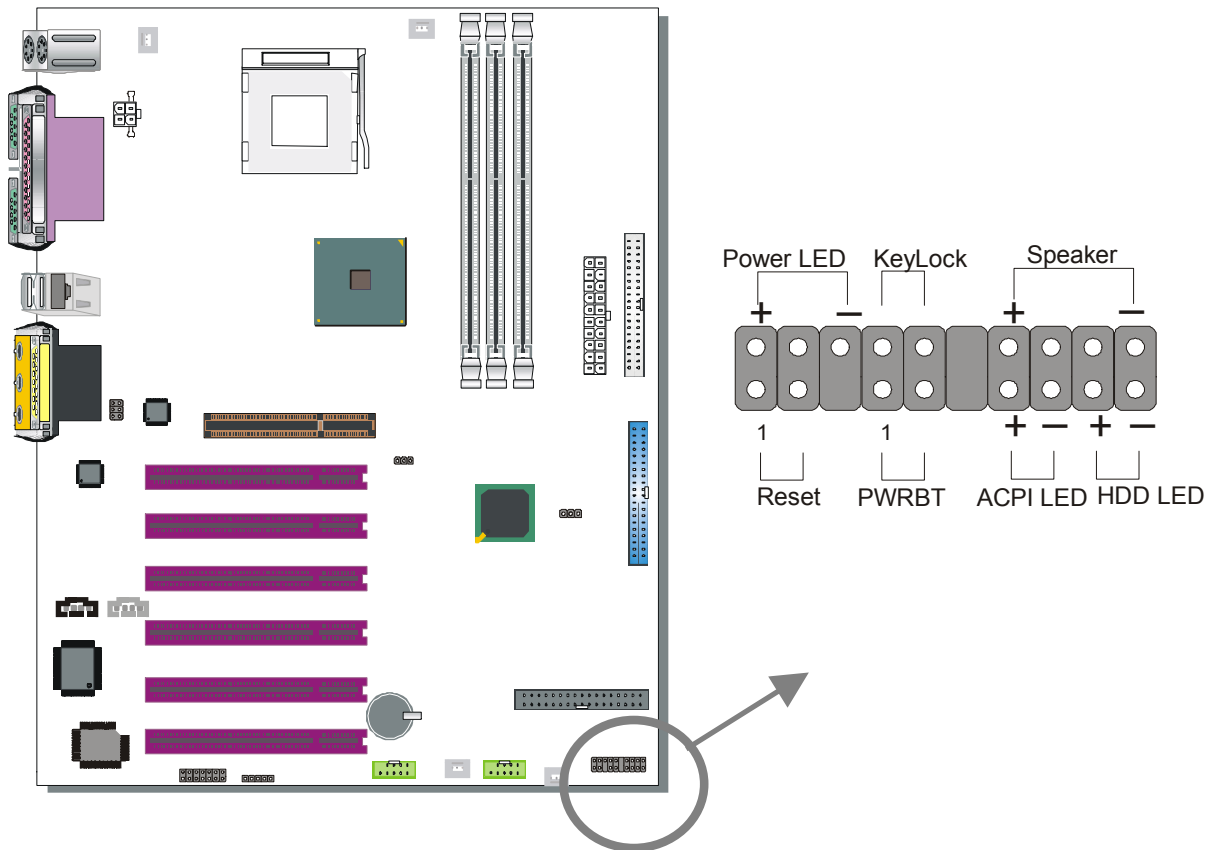 Power LED KeyLock Speaker
+ — + —
1 1 + — + —
Reset PWRBT ACPI LED HDD LED